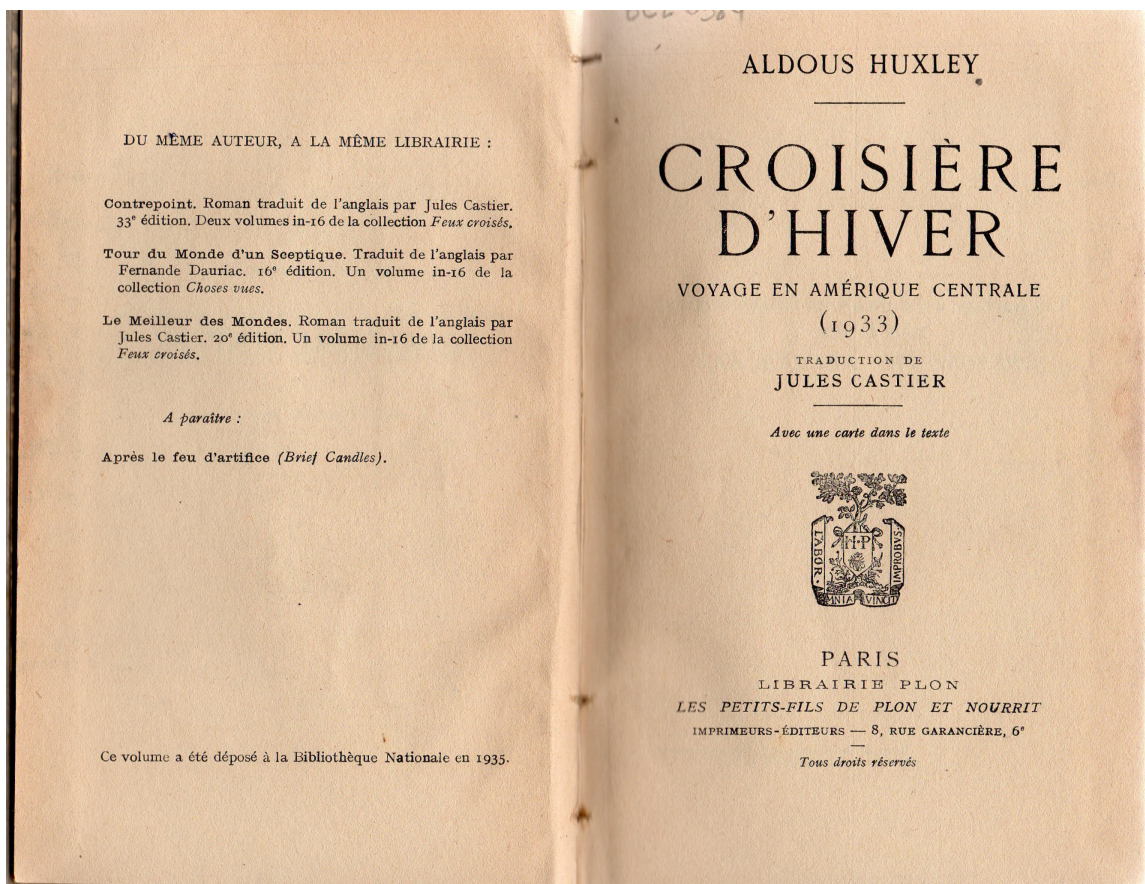 DU MÊME AUTEUR, A LA MÊME LIBRAIRIE :
Contrepoint. Roman traduit de l'anglais par Jules Castier.
33e édition. Deux volumes in-16 de la collection Feux croisés.
Tour du Monde d'un Sceptique. Traduit de l'anglais par
Fernande Dauriac. 16e édition. Un volume in-16 de la
collection Choses vues.
Le Meilleur des Mondes. Roman traduit de l'anglais par
Jules Castier. 20e édition. Un volume in-16 de la collection
Feux croisés.
A paraître :
Après le feu d'artifice (Brief Candles).
Ce volume a été déposé à la Bibliothèque Nationale en 1935.
ALDOUS HUXLEY
CROISIÈRE
D'HIVER
VOYAGE EN AMÉRIQUE CENTRALE
(1933)
TRADUCTION DE
JULES CASTIER
Avec une carte dans le texte
H·P
LABOR·
OMNIA VINCIT
IMPROBVS·
PARIS
LIBRAIRIE PLON
LES PETITS-FILS DE PLON ET NOURRIT
IMPRIMEURS-ÉDITEURS — 8, RUE GARANCIÈRE, 6e
Tous droits réservés